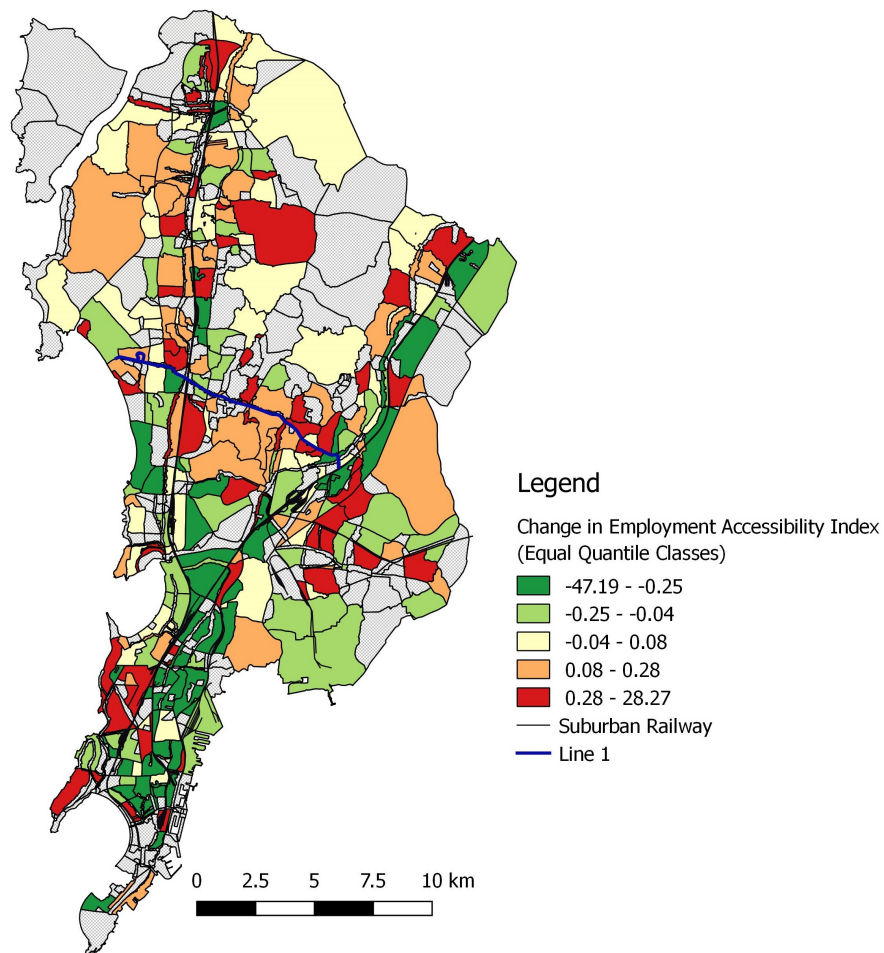 Legend
Change in Employment Accessibility Index
(Equal Quantile Classes)
-47.19 - -0.25
-0.25 - -0.04
-0.04 - 0.08
0.08 - 0.28
0.28 - 28.27
Suburban Railway
Line 1
0 2.5 5 7.5 10 km